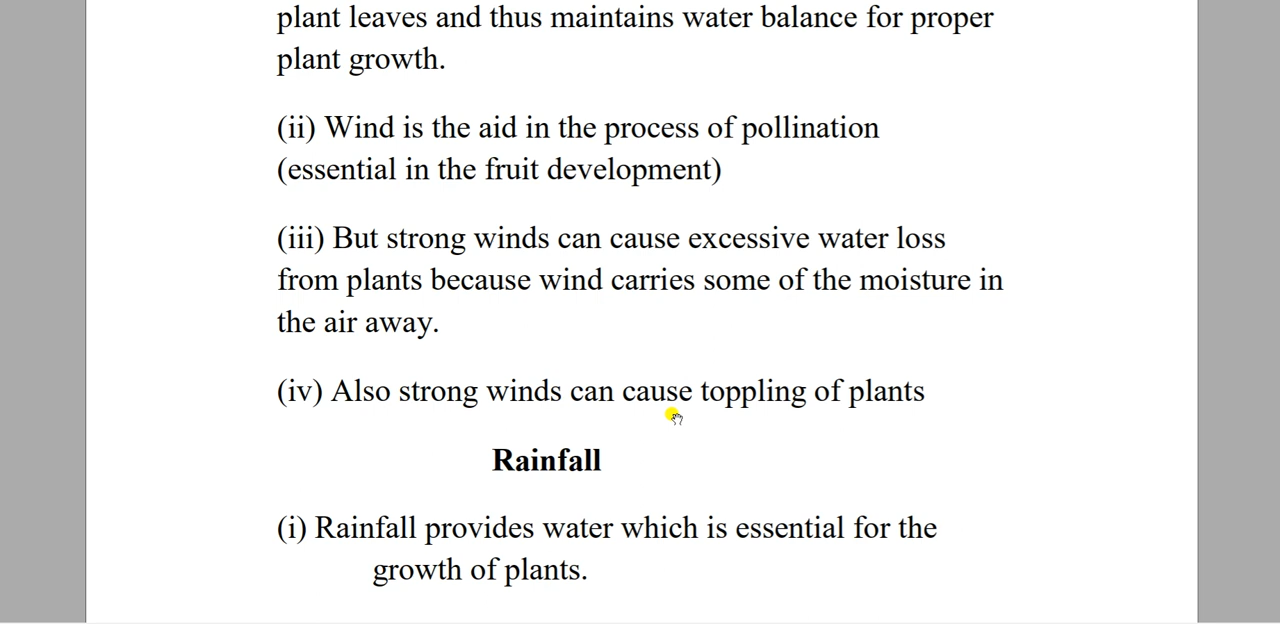 plant leaves and thus maintains water balance for proper
plant growth.
(ii) Wind is the aid in the process of pollination
(essential in the fruit development)
(iii) But strong winds can cause excessive water loss
from plants because wind carries some of the moisture in
the air away.
(iv) Also strong winds can cause toppling of plants
Rainfall
(i) Rainfall provides water which is essential for the
growth of plants.